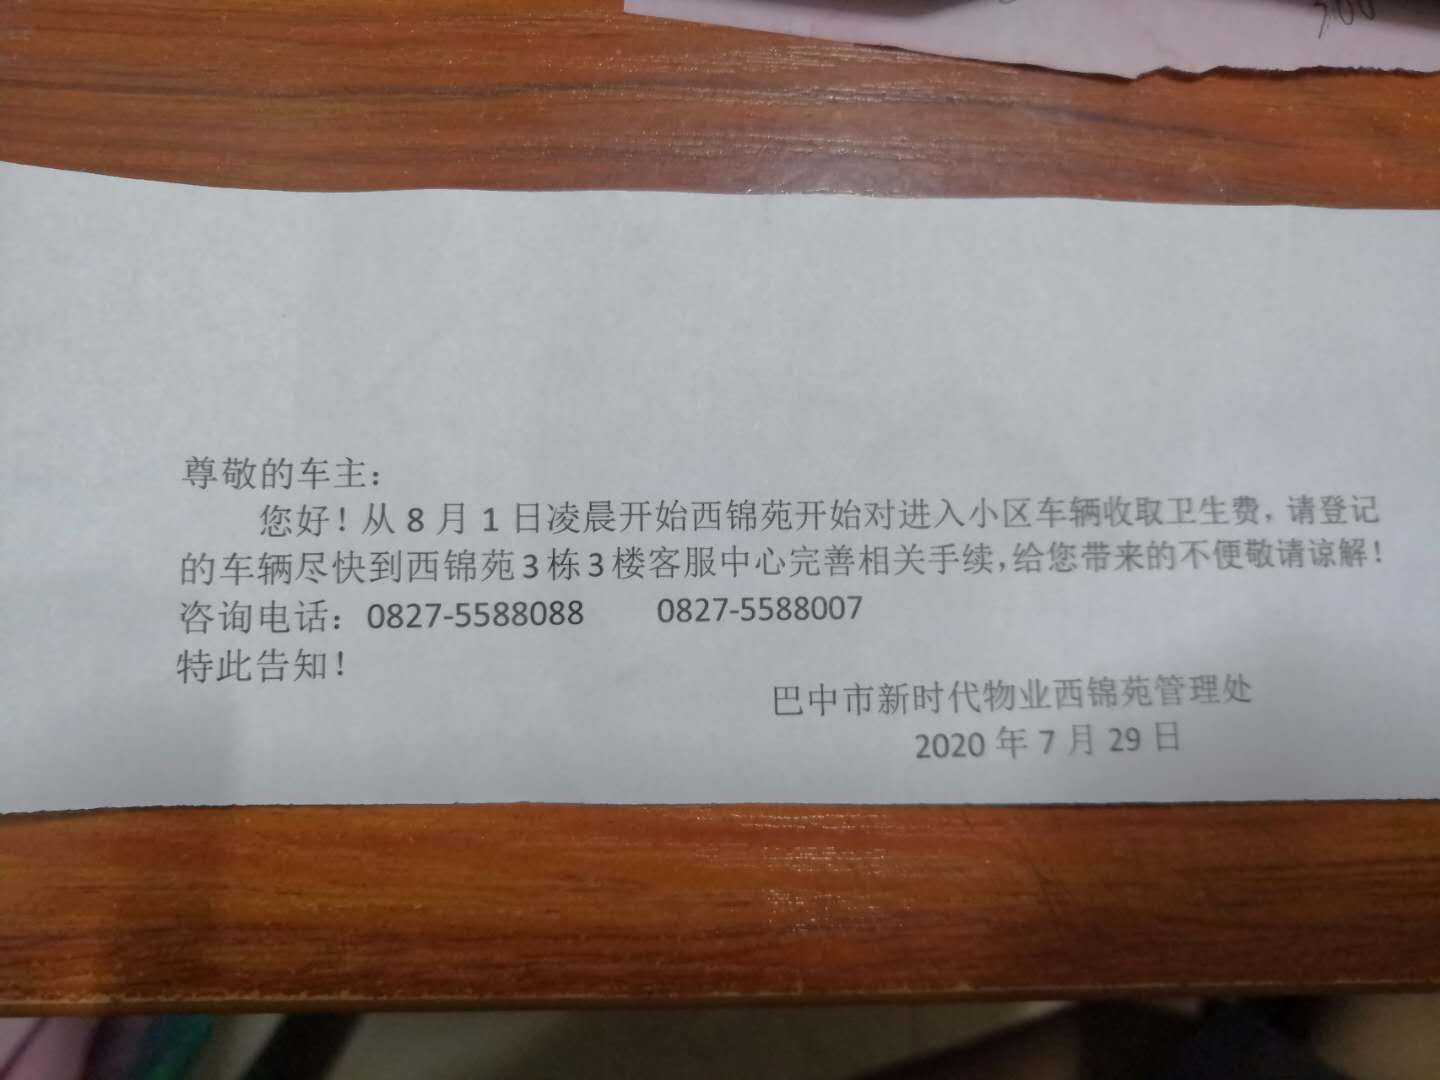 300
尊敬的车主：
您好！从8月1日凌晨开始西锦苑开始对进入小区车辆收取卫生费，请登记
的车辆尽快到西锦苑3栋3楼客服中心完善相关手续，给您带来的不便敬请谅解！
咨询电话：0827-5588088 0827-5588007
特此告知！
巴中市新时代物业西锦苑管理处
2020年7月29日